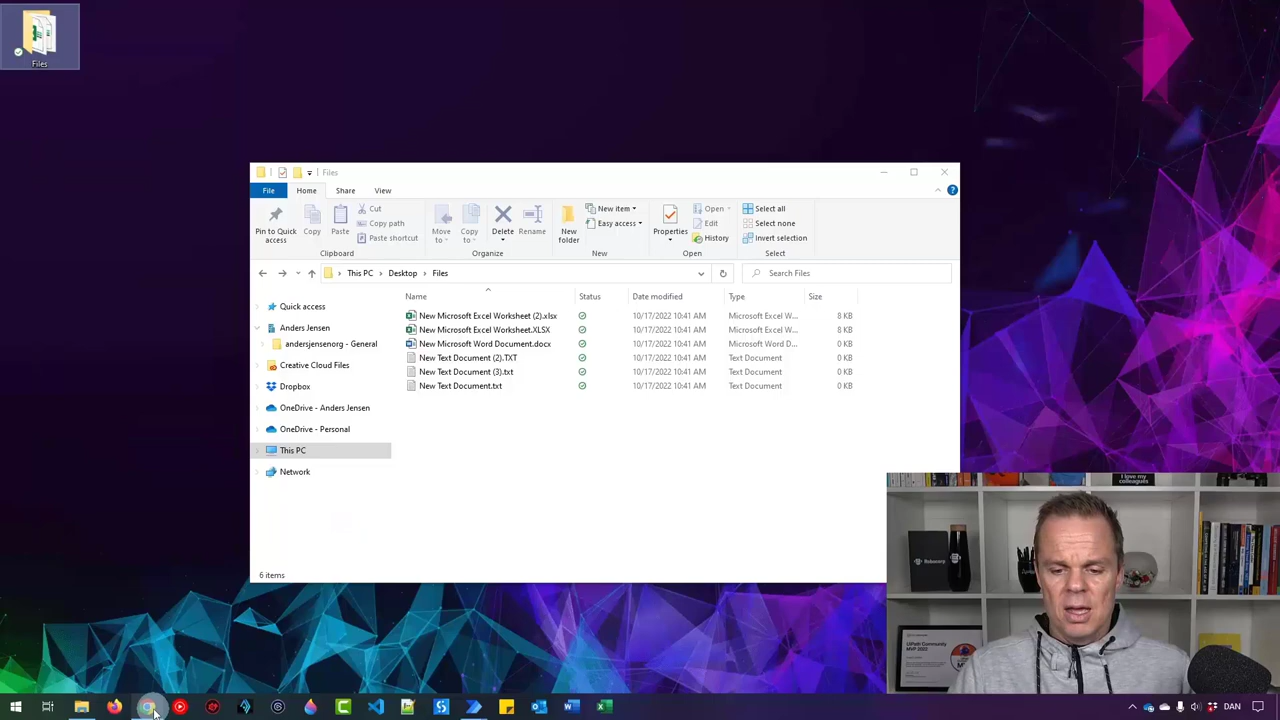 Files
Files
File Home Share View
Pin to Quick access
Copy
Paste
Cut
Copy path
Paste shortcut
Clipboard
Move to
Copy to
Delete
Rename
Organize
New folder
New item
Easy access
New
Properties
Open
Edit
History
Open
Select all
Select none
Invert selection
Select
This PC Desktop Files
Search Files
Name Status Date modified Type Size
Quick access
Anders Jensen
andersjensenorg - General
Creative Cloud Files
Dropbox
OneDrive - Anders Jensen
OneDrive - Personal
This PC
Network
New Microsoft Excel Worksheet (2).xlsx 10/17/2022 10:41 AM Microsoft Excel W... 8 KB
New Microsoft Excel Worksheet.XLSX 10/17/2022 10:41 AM Microsoft Excel W... 8 KB
New Microsoft Word Document.docx 10/17/2022 10:41 AM Microsoft Word D... 0 KB
New Text Document (2).TXT 10/17/2022 10:41 AM Text Document 0 KB
New Text Document (3).txt 10/17/2022 10:41 AM Text Document 0 KB
New Text Document.txt 10/17/2022 10:41 AM Text Document 0 KB
6 items
I love my
colleagues
Robocorp
UiPath Community
MVP 2022
DAN